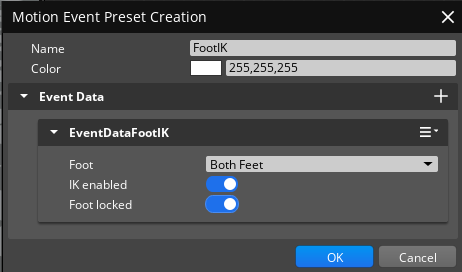 Motion Event Preset Creation
Name FootIK
Color 255,255,255
Event Data
EventDataFootIK
Foot Both Feet
IK enabled
Foot locked
OK Cancel